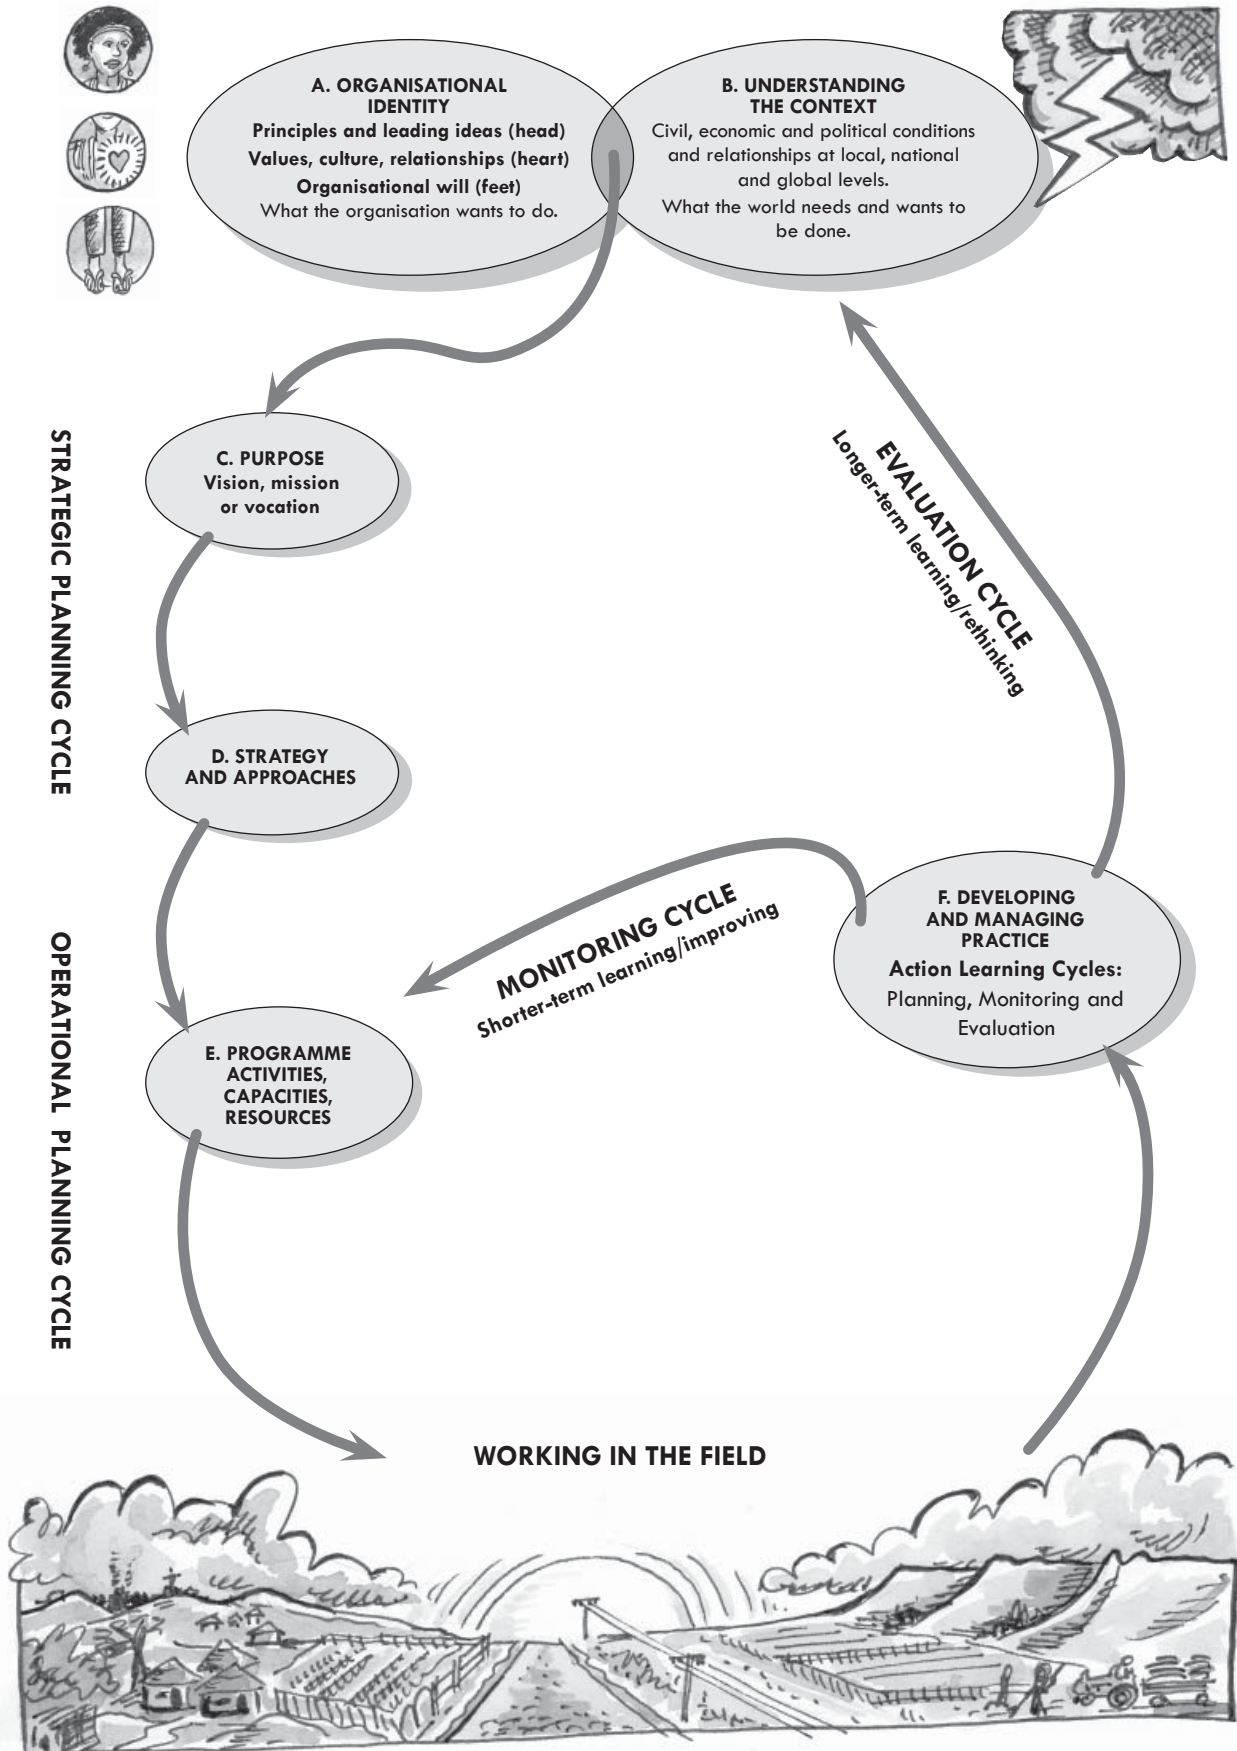 A. ORGANISATIONAL
IDENTITY
Principles and leading ideas (head)
Values, culture, relationships (heart)
Organisational will (feet)
What the organisation wants to do.
B. UNDERSTANDING
THE CONTEXT
Civil, economic and political conditions
and relationships at local, national
and global levels.
What the world needs and wants to
be done.
C. PURPOSE
Vision, mission
or vocation
STRATEGIC PLANNING CYCLE
EVALUATION CYCLE
Longer-term learning/rethinking
D. STRATEGY
AND APPROACHES
MONITORING CYCLE
Shorter-term learning/improving
F. DEVELOPING
AND MANAGING
PRACTICE
Action Learning Cycles:
Planning, Monitoring and
Evaluation
OPERATIONAL PLANNING CYCLE
E. PROGRAMME
ACTIVITIES,
CAPACITIES,
RESOURCES
WORKING IN THE FIELD